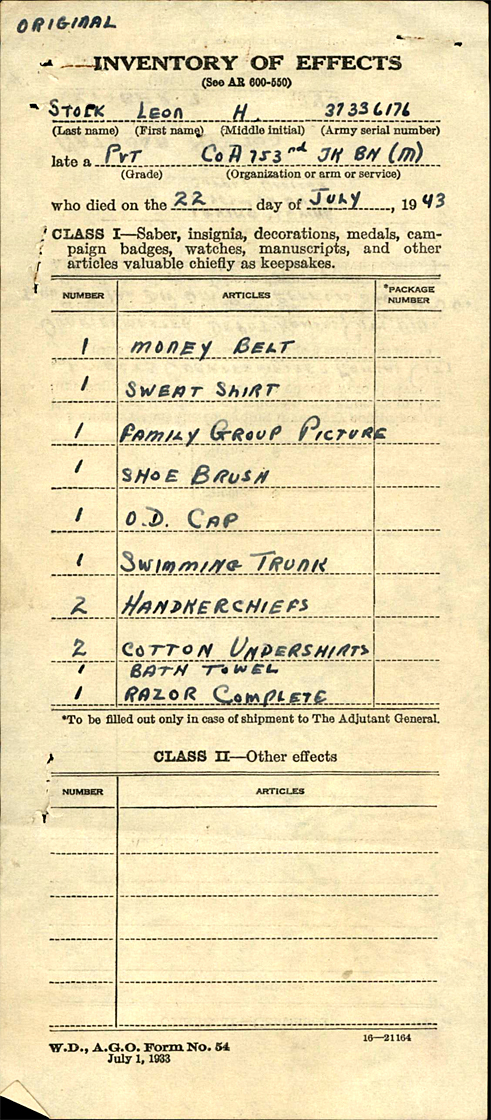 ORIGINAL
INVENTORY OF EFFECTS
(See AR 600-550)
Stork Leon H. 37336176
(Last name) (First name) (Middle initial) (Army serial number)
late a Pvt Co A 753rd TK BN (M)
(Grade) (Organization or arm or service)
who died on the 22 day of July, 1943
CLASS I—Saber, insignia, decorations, medals, cam-
paign badges, watches, manuscripts, and other
articles valuable chiefly as keepsakes.
NUMBER ARTICLES *PACKAGE NUMBER
1 MONEY BELT
1 SWEAT SHIRT
1 FAMILY GROUP PICTURE
1 SHOE BRUSH
1 O.D. CAP
1 SWIMMING TRUNK
2 HANDKERCHIEFS
2 COTTON UNDERSHIRTS
1 BATH TOWEL
1 RAZOR COMPLETE
*To be filled out only in case of shipment to The Adjutant General.
CLASS II—Other effects
NUMBER ARTICLES
16—21164
W.D., A.G.O. Form No. 54
July 1, 1933